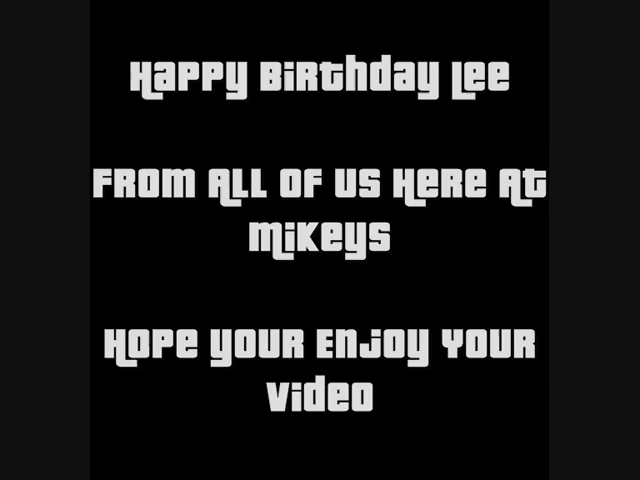 Happy Birthday Lee
From All of us Here At
Mikeys
Hope your Enjoy Your
Video